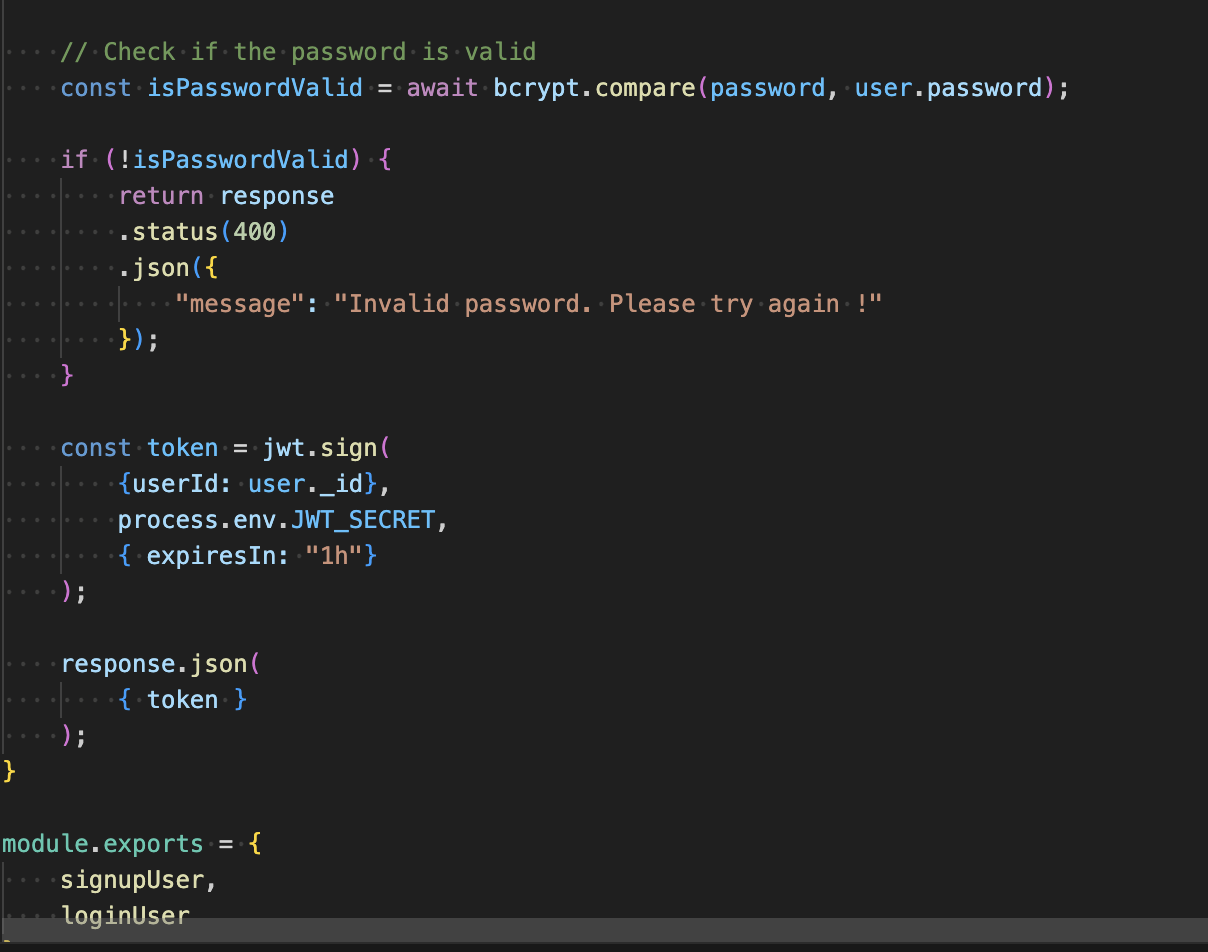 // Check if the password is valid
const isPasswordValid = await bcrypt.compare(password, user.password);
if (!isPasswordValid) {
return response
.status(400)
.json({
"message": "Invalid password. Please try again !"
});
}
const token = jwt.sign(
{userId: user._id},
process.env.JWT_SECRET,
{ expiresIn: "1h"}
);
response.json(
{ token }
);
}
module.exports = {
signupUser,
loginUser